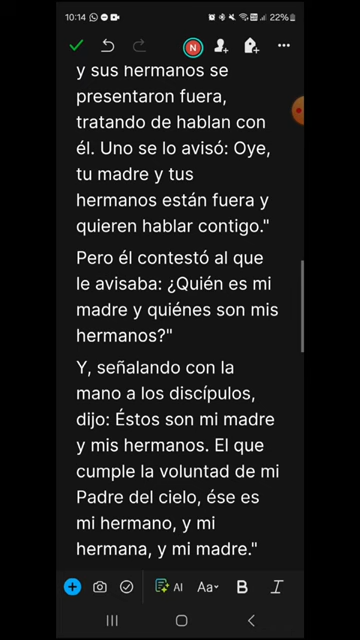 10:14
22%
N
y sus hermanos se
presentaron fuera,
tratando de hablan con
él. Uno se lo avisó: Oye,
tu madre y tus
hermanos están fuera y
quieren hablar contigo."
Pero él contestó al que
le avisaba: ¿Quién es mi
madre y quiénes son mis
hermanos?"
Y, señalando con la
mano a los discípulos,
dijo: Éstos son mi madre
y mis hermanos. El que
cumple la voluntad de mi
Padre del cielo, ése es
mi hermano, y mi
hermana, y mi madre."
AI Aa B I